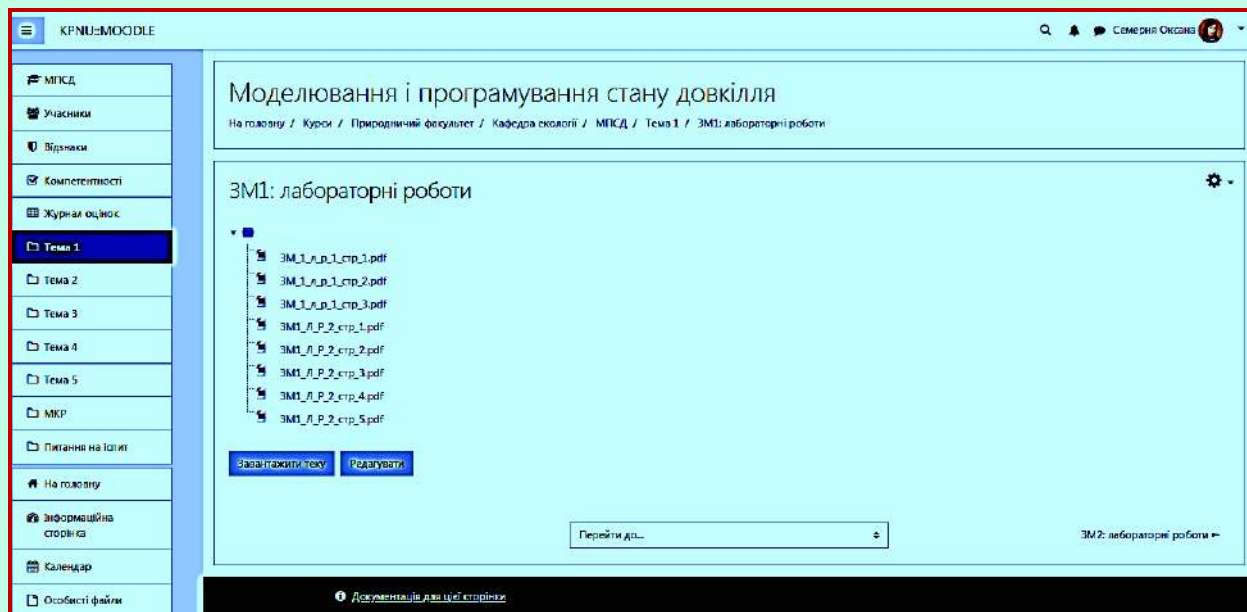 KPNU::MOODLE
Семерня Оксана
МПСД
Учасники
Відзнаки
Компетентності
Журнал оцінок
Тема 1
Тема 2
Тема 3
Тема 4
Тема 5
МКР
Питання на іспит
На головну
Інформаційна
сторінка
Календар
Особисті файли
Моделювання і програмування стану довкілля
На головну / Курси / Природничий факультет / Кафедра екології / МПСД / Тема 1 / ЗМ1: лабораторні роботи
ЗМ1: лабораторні роботи
ЗМ_1_л_р_1_стр_1.pdf
ЗМ_1_л_р_1_стр_2.pdf
ЗМ_1_л_р_1_стр_3.pdf
ЗМ1_Л_Р_2_стр_1.pdf
ЗМ1_Л_Р_2_стр_2.pdf
ЗМ1_Л_Р_2_стр_3.pdf
ЗМ1_Л_Р_2_стр_4.pdf
ЗМ1_Л_Р_2_стр_5.pdf
Завантажити теку
Редагувати
Перейти до...
ЗМ2: лабораторні роботи
Документація для цієї сторінки